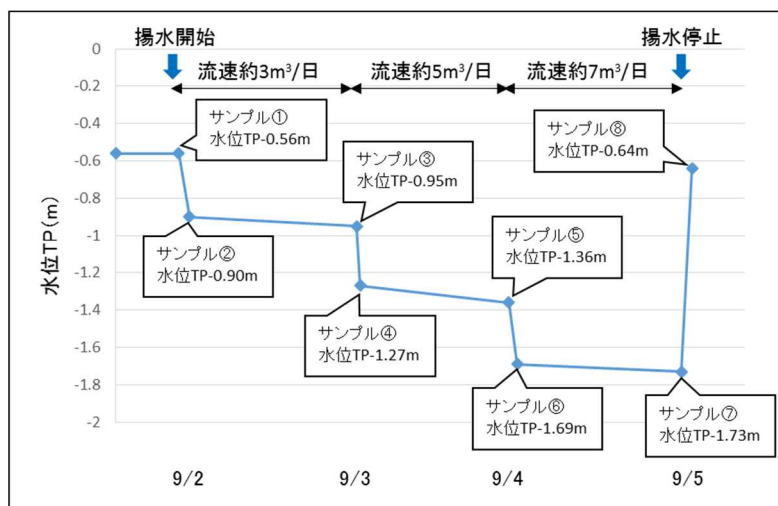 揚水開始
揚水停止
流速約3m³/日
流速約5m³/日
流速約7m³/日
水位TP(m)
0
-0.2
-0.4
-0.6
-0.8
-1
-1.2
-1.4
-1.6
-1.8
-2
サンプル①
水位TP-0.56m
サンプル②
水位TP-0.90m
サンプル③
水位TP-0.95m
サンプル④
水位TP-1.27m
サンプル⑤
水位TP-1.36m
サンプル⑥
水位TP-1.69m
サンプル⑦
水位TP-1.73m
サンプル⑧
水位TP-0.64m
9/2
9/3
9/4
9/5